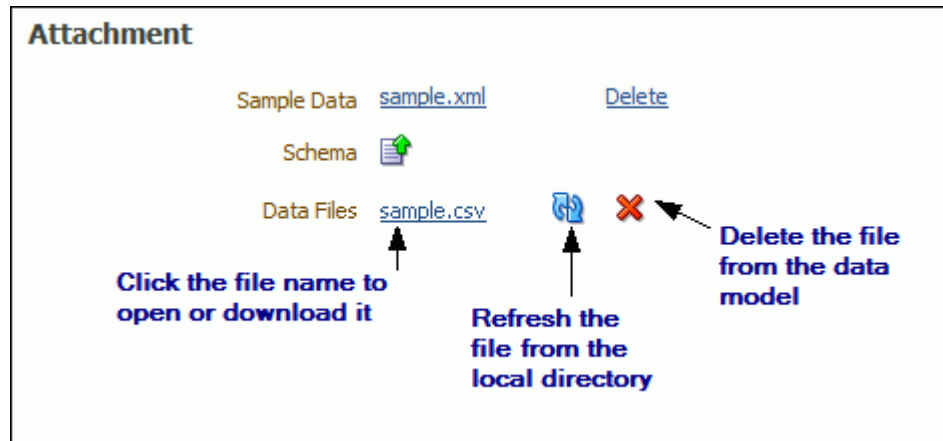 Attachment
Sample Data sample.xml Delete
Schema
Data Files sample.csv
Click the file name to
open or download it
Refresh the
file from the
local directory
Delete the file
from the data
model